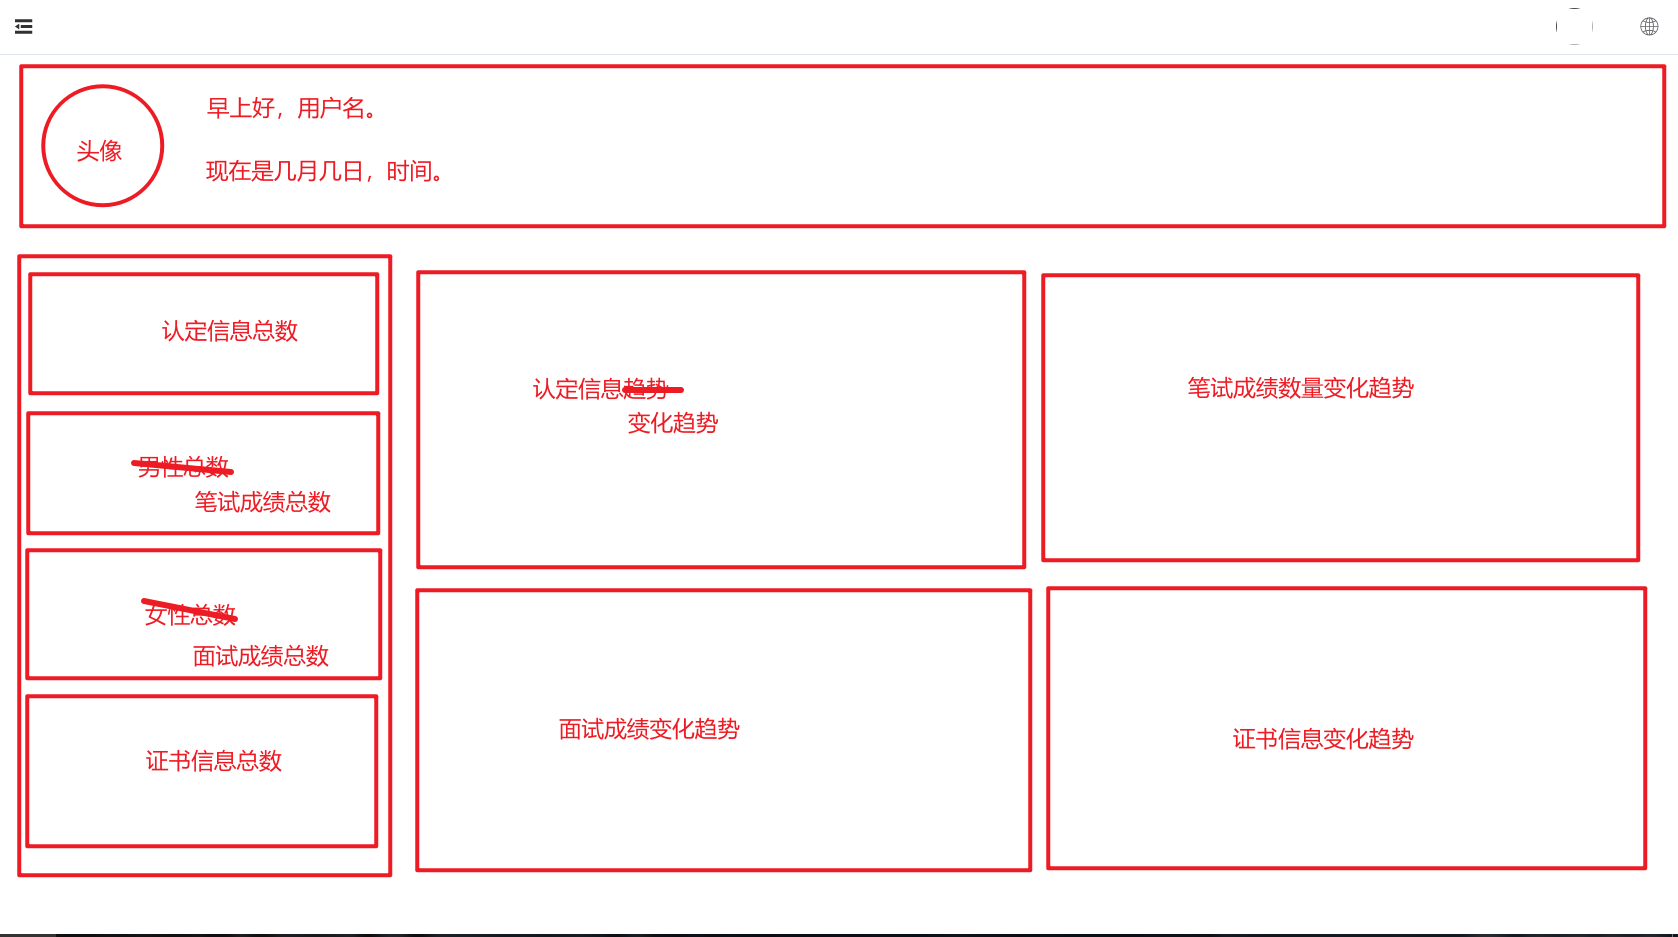 早上好，用户名。
头像
现在是几月几日，时间。
认定信息总数
男性总数
笔试成绩总数
女性总数
面试成绩总数
证书信息总数
认定信息趋势
变化趋势
笔试成绩数量变化趋势
面试成绩变化趋势
证书信息变化趋势